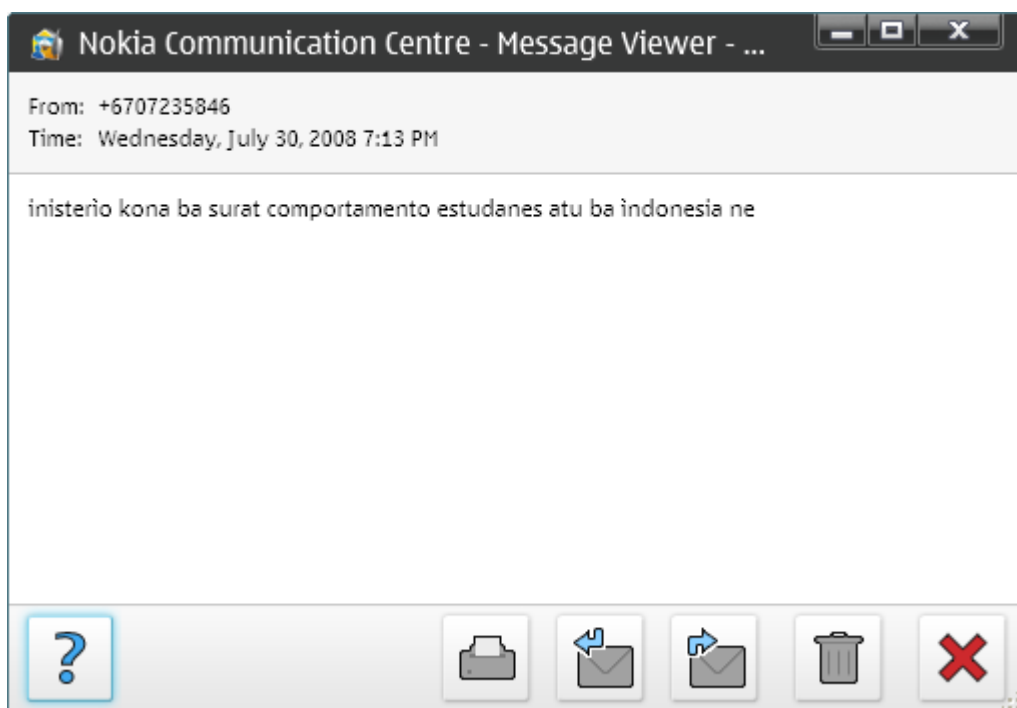 Nokia Communication Centre - Message Viewer - ...
From: +6707235846
Time: Wednesday, July 30, 2008 7:13 PM
inisterio kona ba surat comportamento estudanes atu ba indonesia ne